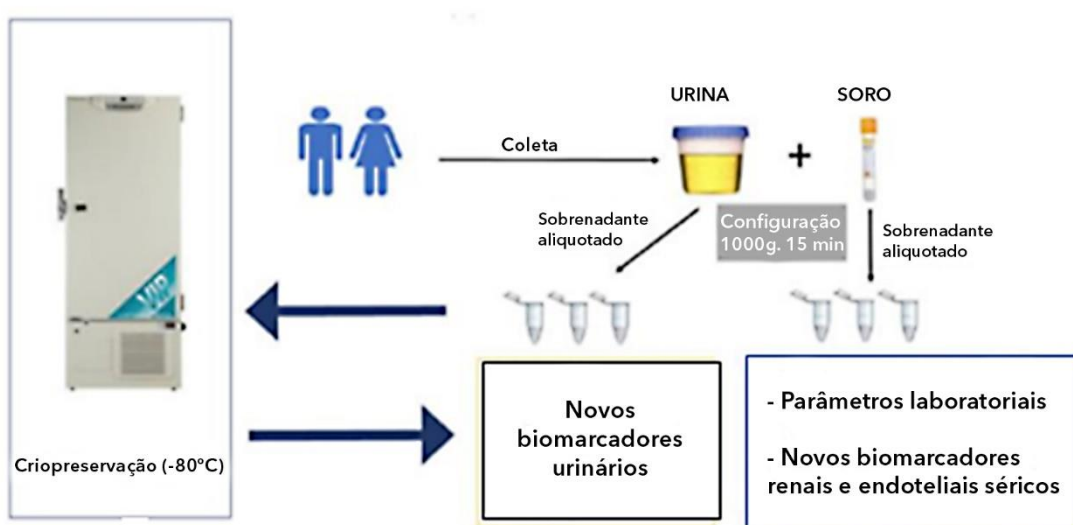 URINA
SORO
Coleta
Sobrenadante
aliquotado
Configuração
1000g. 15 min
Sobrenadante
aliquotado
VIP
Criopreservação (-80ºC)
Novos
biomarcadores
urinários
- Parâmetros laboratoriais
- Novos biomarcadores
renais e endoteliais séricos